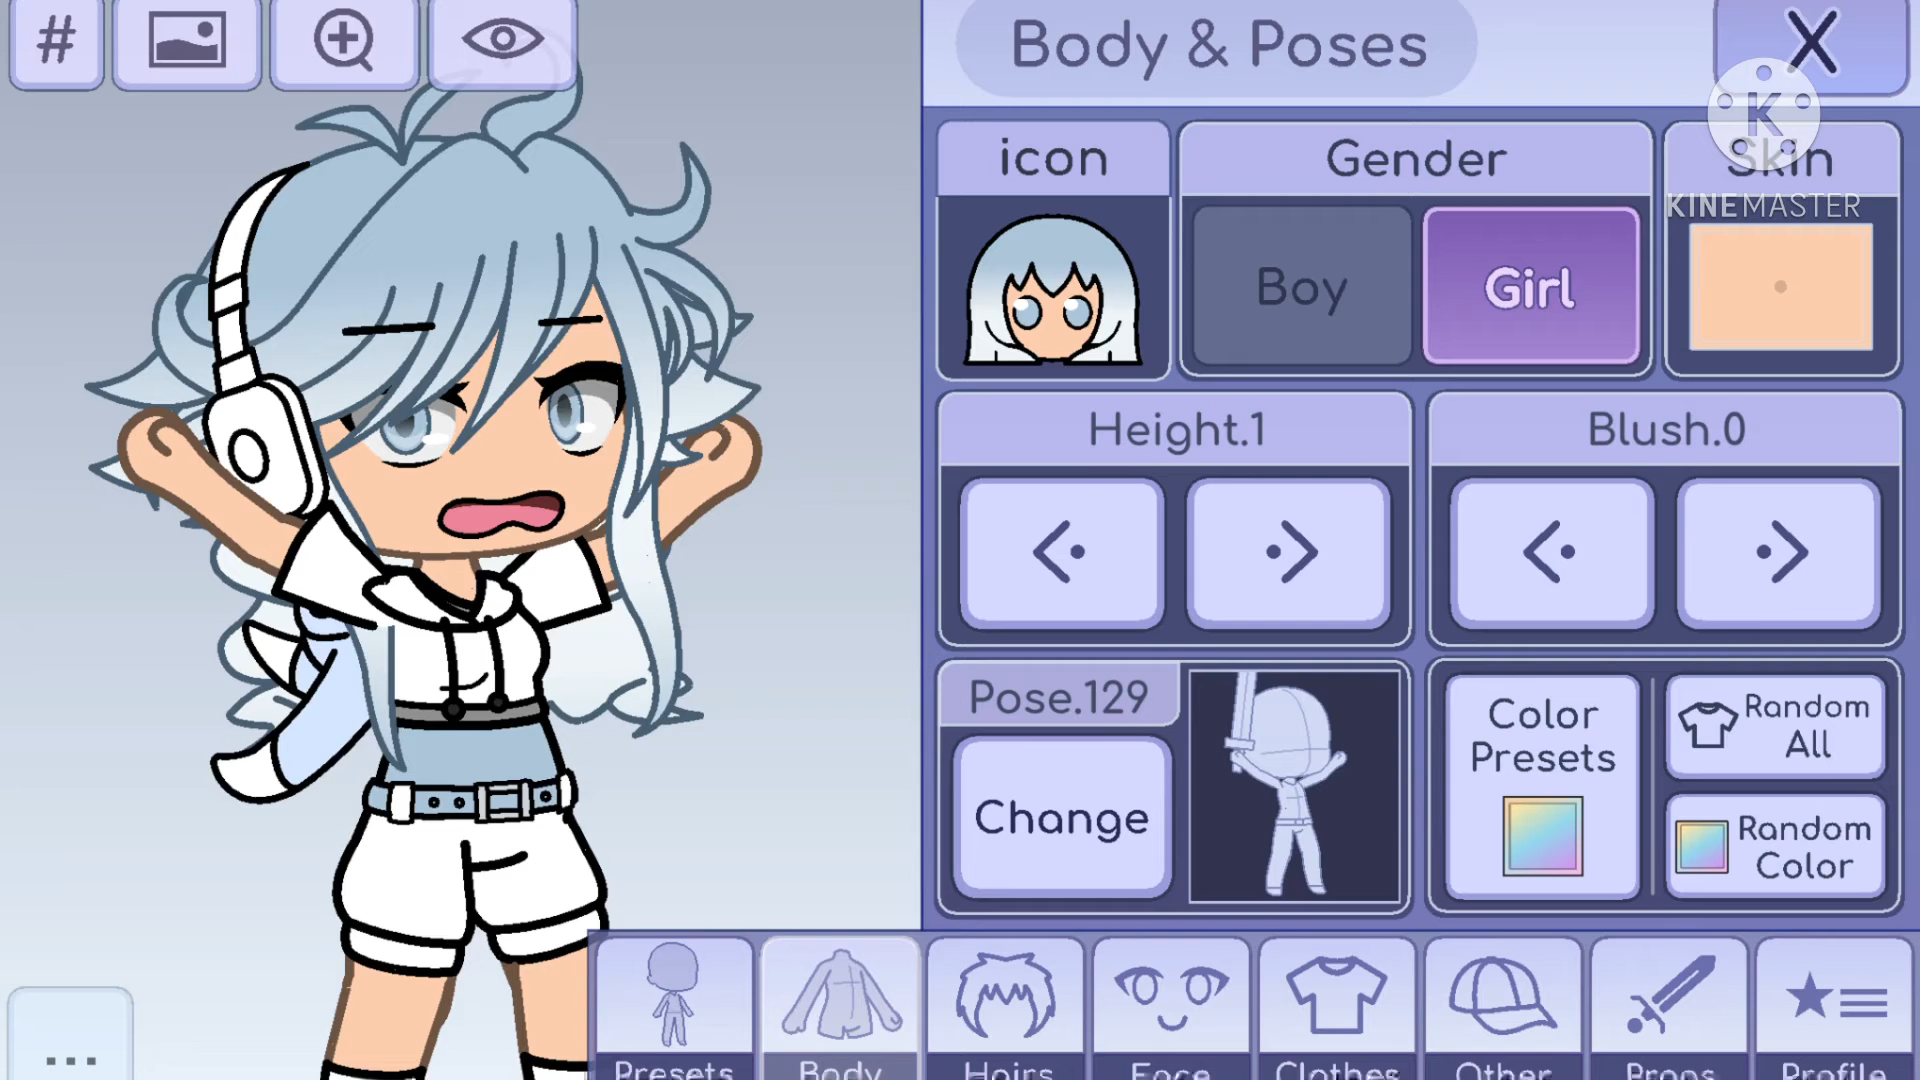 #
Body & Poses
X
icon
Gender
Skin
K
KINEMASTER
Boy
Girl
Height.1
Blush.0
Pose.129
Change
Color
Presets
Random
All
Random
Color
...
Presets
Body
Hairs
Face
Clothes
Other
Props
Profile